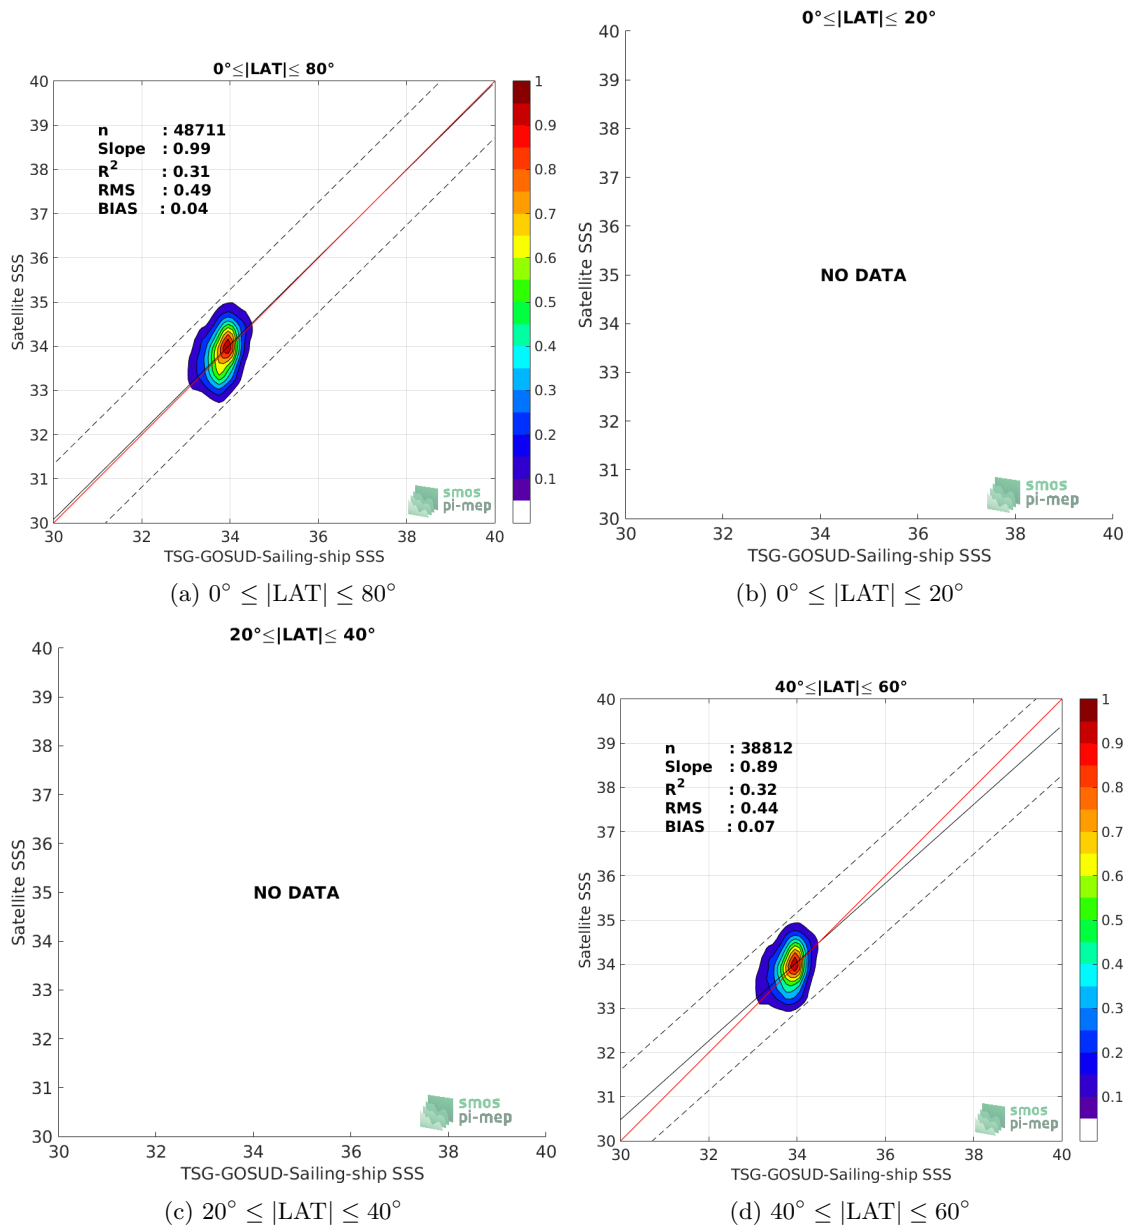 0°≤|LAT|≤ 80°
40
39
38
37
36
35
34
33
32
31
30
30 32 34 36 38 40
Satellite SSS
TSG-GOSUD-Sailing-ship SSS
n : 48711
Slope : 0.99
R² : 0.31
RMS : 0.49
BIAS : 0.04
1
0.9
0.8
0.7
0.6
0.5
0.4
0.3
0.2
0.1
smos
pi-mep
(a) 0° ≤ |LAT| ≤ 80°
0°≤|LAT|≤ 20°
40
39
38
37
36
35
34
33
32
31
30
30 32 34 36 38 40
Satellite SSS
TSG-GOSUD-Sailing-ship SSS
NO DATA
smos
pi-mep
(b) 0° ≤ |LAT| ≤ 20°
20°≤|LAT|≤ 40°
40
39
38
37
36
35
34
33
32
31
30
30 32 34 36 38 40
Satellite SSS
TSG-GOSUD-Sailing-ship SSS
NO DATA
smos
pi-mep
(c) 20° ≤ |LAT| ≤ 40°
40°≤|LAT|≤ 60°
40
39
38
37
36
35
34
33
32
31
30
30 32 34 36 38 40
Satellite SSS
TSG-GOSUD-Sailing-ship SSS
n : 38812
Slope : 0.89
R² : 0.32
RMS : 0.44
BIAS : 0.07
1
0.9
0.8
0.7
0.6
0.5
0.4
0.3
0.2
0.1
smos
pi-mep
(d) 40° ≤ |LAT| ≤ 60°